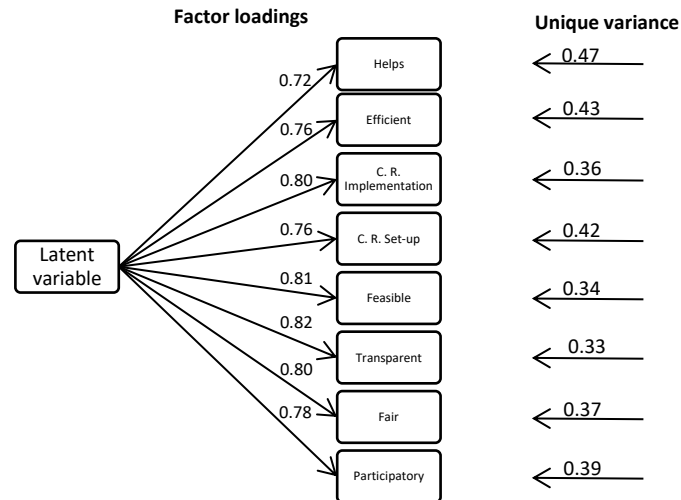 Factor loadings
Unique variance
Helps
0.72
0.47
Efficient
0.76
0.43
C. R.
Implementation
0.80
0.36
C. R. Set-up
0.76
0.42
Latent
variable
Feasible
0.81
0.34
Transparent
0.82
0.33
Fair
0.80
0.37
Participatory
0.78
0.39